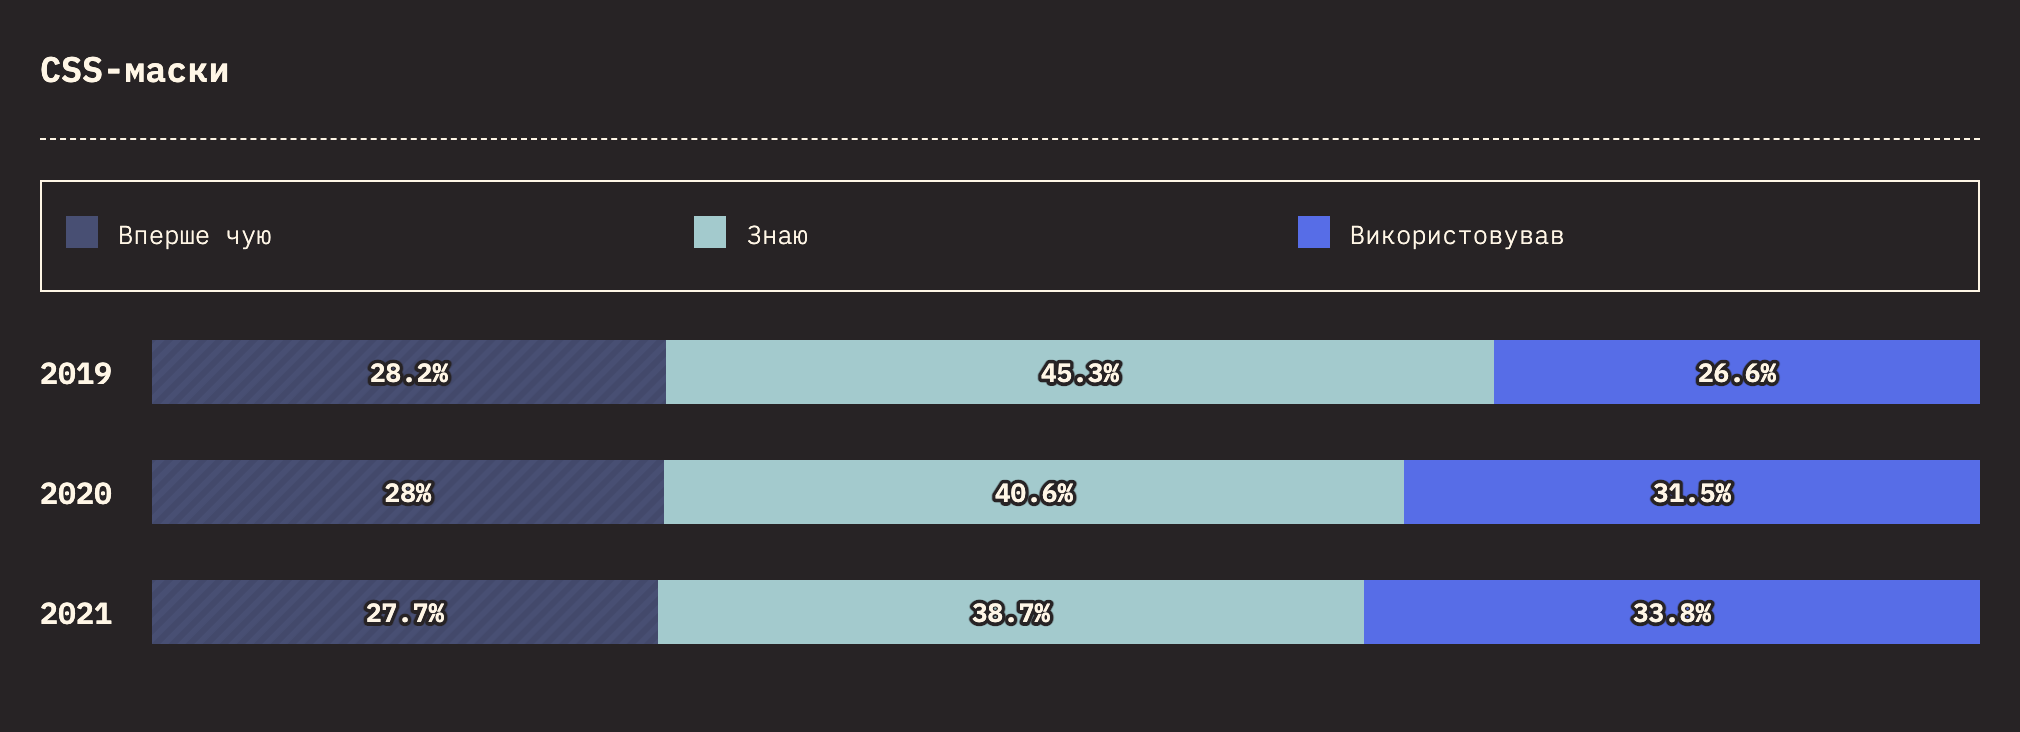 CSS-маски
Вперше чую Знаю Використовував
2019 28.2% 45.3% 26.6%
2020 28% 40.6% 31.5%
2021 27.7% 38.7% 33.8%